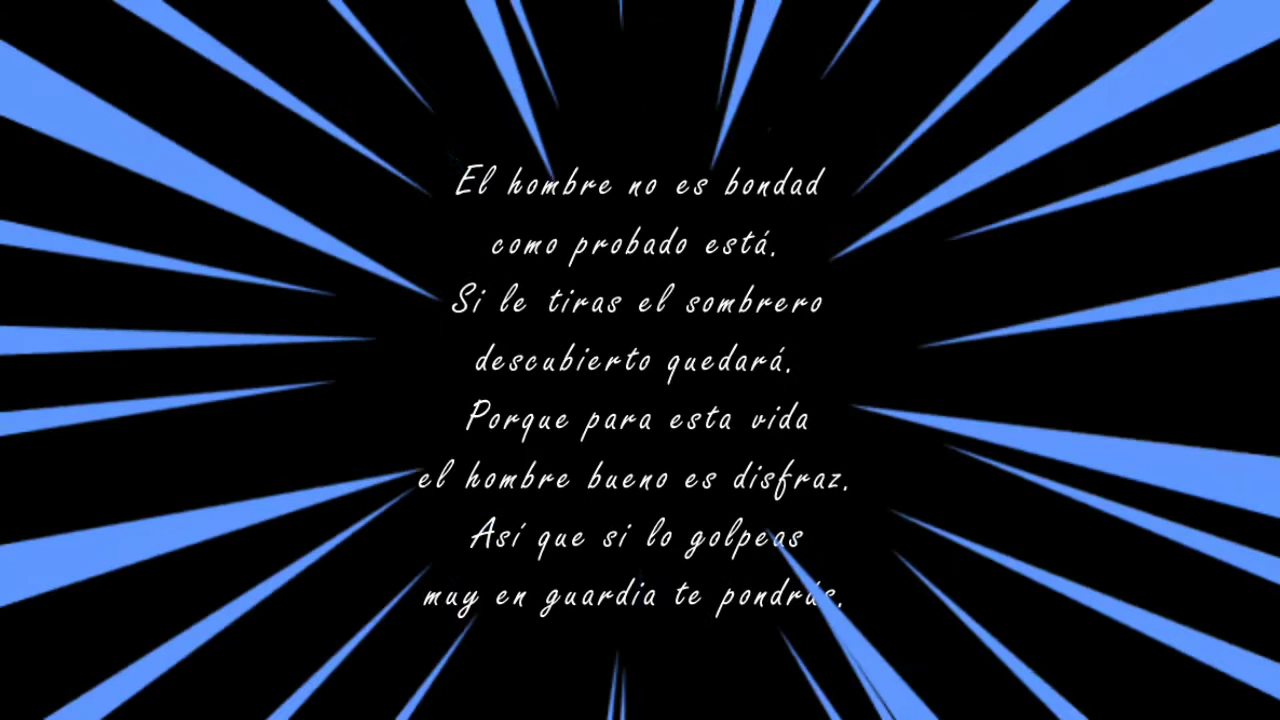 El hombre no es bondad
como probado está.
Si le tiras el sombrero
descubierto quedará.
Porque para esta vida
el hombre bueno es disfraz.
Así que si lo golpeas
muy en guardia te pondrás.